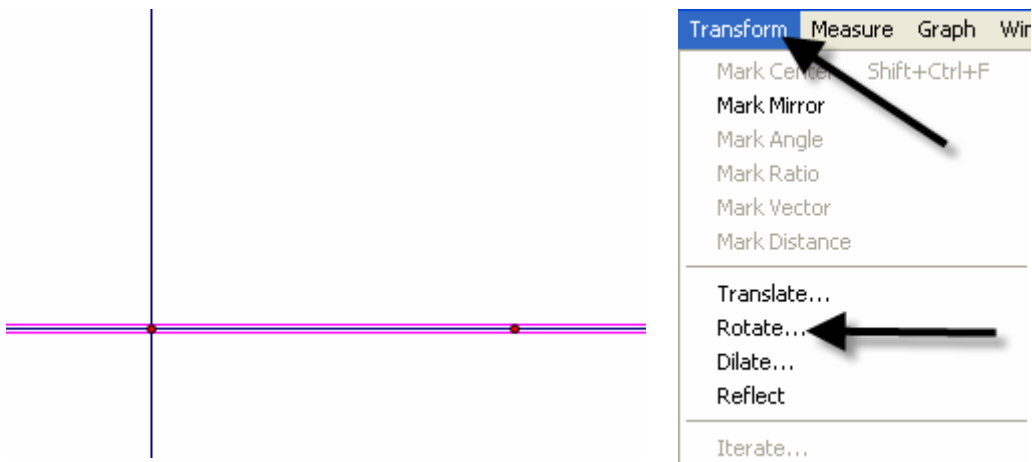 Transform Measure Graph Wir
Mark Center Shift+Ctrl+F
Mark Mirror
Mark Angle
Mark Ratio
Mark Vector
Mark Distance
Translate...
Rotate...
Dilate...
Reflect
Iterate...